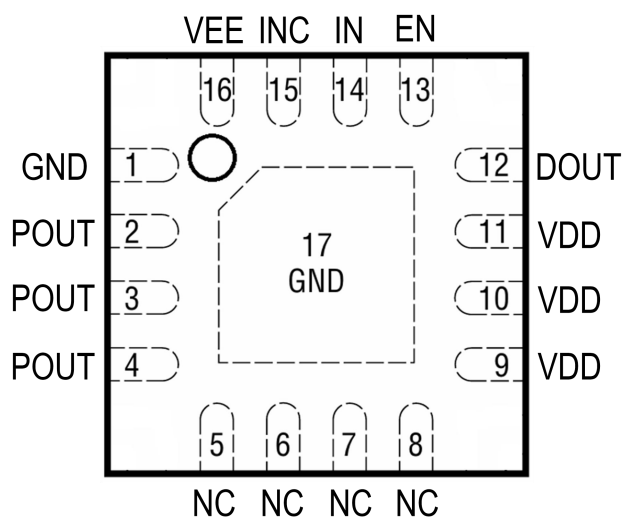 VEE INC IN EN
16 15 14 13
GND 1 12 DOUT
POUT 2 11 VDD
17
GND
POUT 3 10 VDD
POUT 4 9 VDD
5 6 7 8
NC NC NC NC